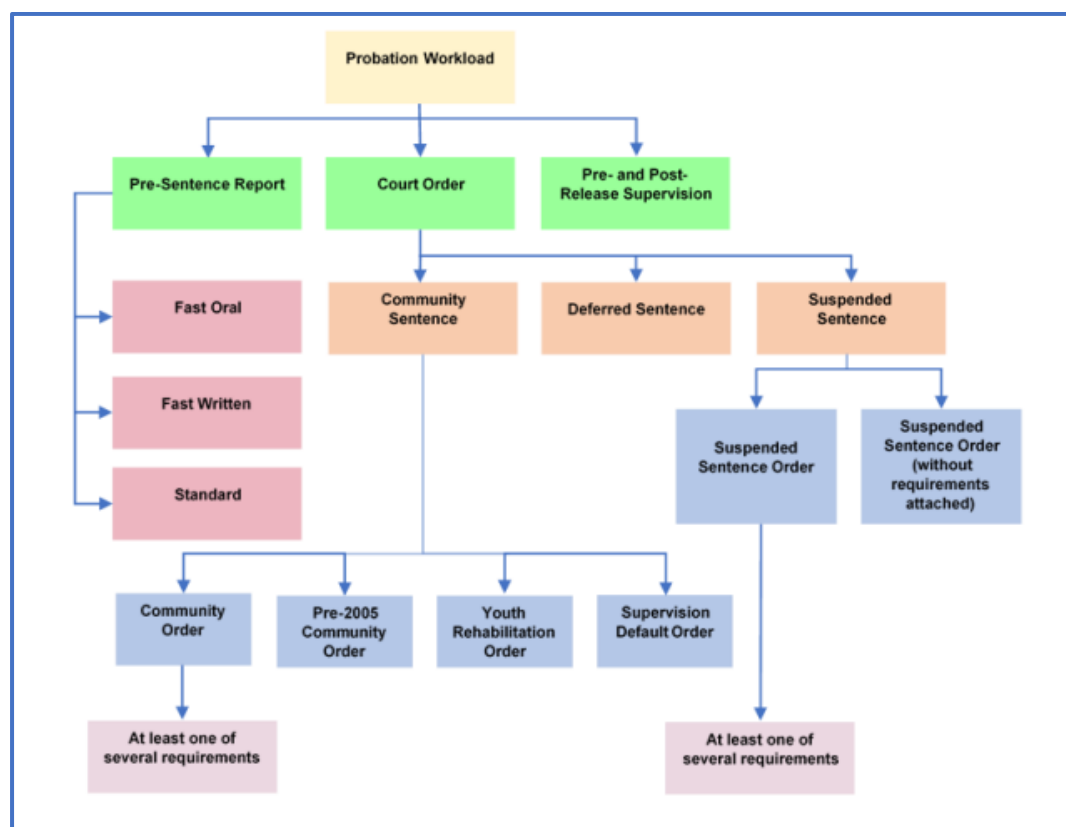 Probation Workload
Pre-Sentence Report
Court Order
Pre- and Post-
Release Supervision
Fast Oral
Fast Written
Standard
Community
Sentence
Deferred Sentence
Suspended
Sentence
Suspended
Sentence Order
Suspended
Sentence Order
(without
requirements
attached)
Community
Order
Pre-2005
Community
Order
Youth
Rehabilitation
Order
Supervision
Default Order
At least one of
several requirements
At least one of
several requirements